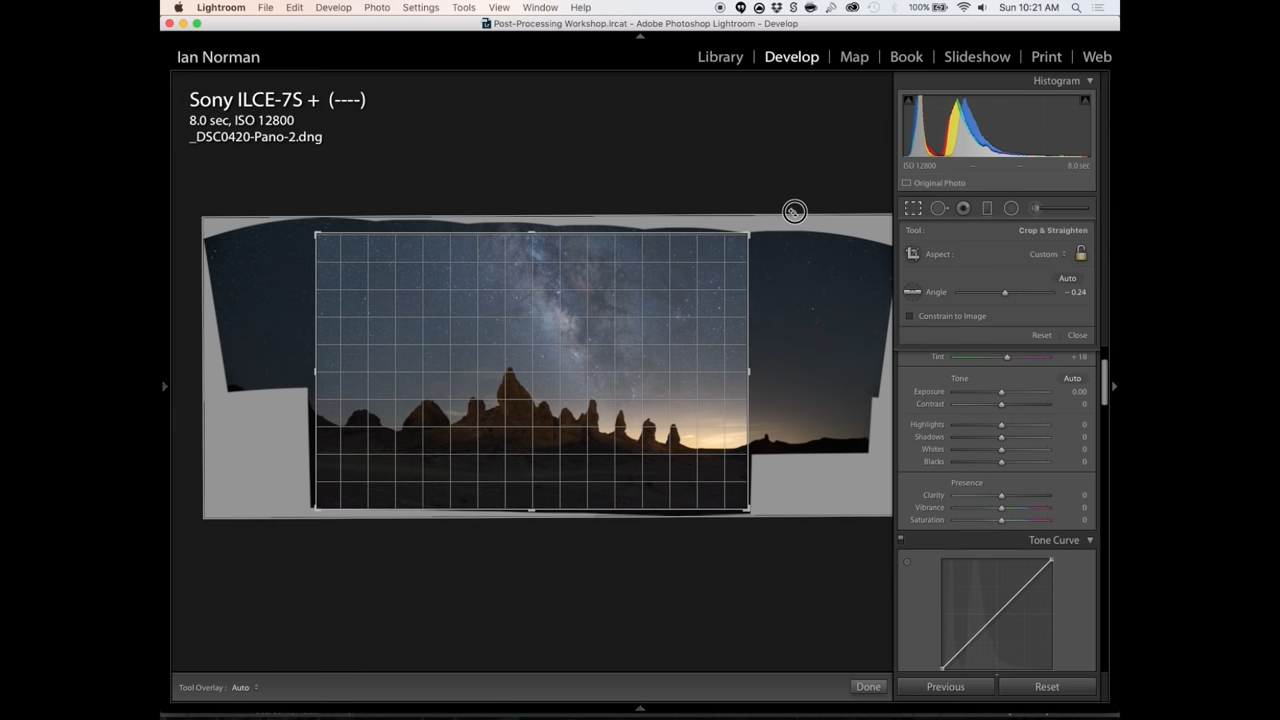 Lightroom File Edit Develop Photo Settings Tools View Window Help 100% Sun 10:21 AM
Post-Processing Workshop.lrcat - Adobe Photoshop Lightroom - Develop
Ian Norman Library | Develop | Map | Book | Slideshow | Print | Web
Histogram
Sony ILCE-7S + (----)
8.0 sec, ISO 12800
_DSC0420-Pano-2.dng
ISO 12800 – – 8.0 sec
Original Photo
Tool : Crop & Straighten
Aspect : Custom
Auto
Angle – 0.24
Constrain to Image
Reset Close
Tint + 18
Tone Auto
Exposure 0.00
Contrast 0
Highlights 0
Shadows 0
Whites 0
Blacks 0
Presence
Clarity 0
Vibrance 0
Saturation 0
Tone Curve
Tool Overlay : Auto Done Previous Reset